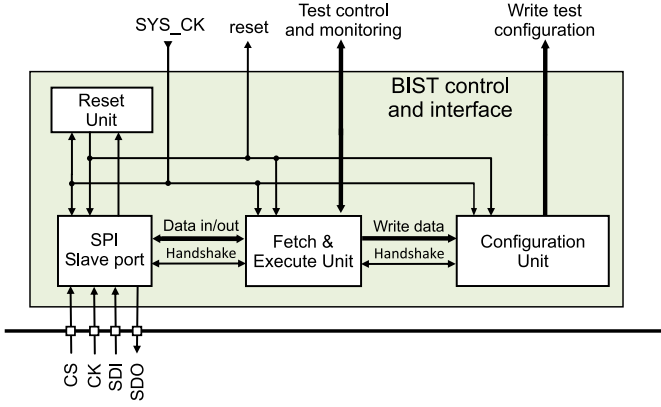 SYS_CK
reset
Test control
and monitoring
Write test
configuration
BIST control
and interface
Reset
Unit
SPI
Slave port
Data in/out
Handshake
Fetch &
Execute Unit
Write data
Handshake
Configuration
Unit
CS
CK
SDI
SDO